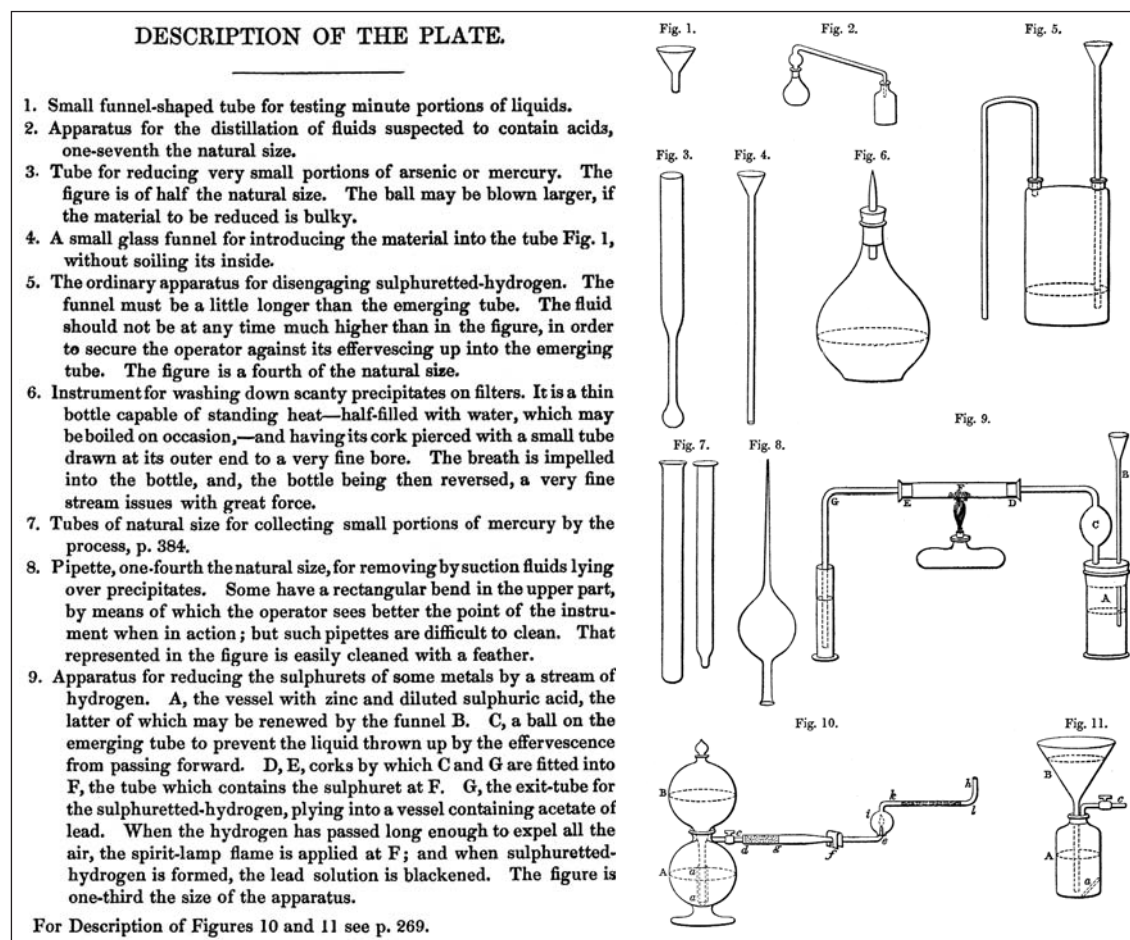 DESCRIPTION OF THE PLATE.
1. Small funnel-shaped tube for testing minute portions of liquids.
2. Apparatus for the distillation of fluids suspected to contain acids,
one-seventh the natural size.
3. Tube for reducing very small portions of arsenic or mercury. The
figure is of half the natural size. The ball may be blown larger, if
the material to be reduced is bulky.
4. A small glass funnel for introducing the material into the tube Fig. 1,
without soiling its inside.
5. The ordinary apparatus for disengaging sulphuretted-hydrogen. The
funnel must be a little longer than the emerging tube. The fluid
should not be at any time much higher than in the figure, in order
to secure the operator against its effervescing up into the emerging
tube. The figure is a fourth of the natural size.
6. Instrument for washing down scanty precipitates on filters. It is a thin
bottle capable of standing heat—half-filled with water, which may
be boiled on occasion,—and having its cork pierced with a small tube
drawn at its outer end to a very fine bore. The breath is impelled
into the bottle, and, the bottle being then reversed, a very fine
stream issues with great force.
7. Tubes of natural size for collecting small portions of mercury by the
process, p. 384.
8. Pipette, one-fourth the natural size, for removing by suction fluids lying
over precipitates. Some have a rectangular bend in the upper part,
by means of which the operator sees better the point of the instru-
ment when in action; but such pipettes are difficult to clean. That
represented in the figure is easily cleaned with a feather.
9. Apparatus for reducing the sulphurets of some metals by a stream of
hydrogen. A, the vessel with zinc and diluted sulphuric acid, the
latter of which may be renewed by the funnel B. C, a ball on the
emerging tube to prevent the liquid thrown up by the effervescence
from passing forward. D, E, corks by which C and G are fitted into
F, the tube which contains the sulphuret at F. G, the exit-tube for
the sulphuretted-hydrogen, plying into a vessel containing acetate of
lead. When the hydrogen has passed long enough to expel all the
air, the spirit-lamp flame is applied at F; and when sulphuretted-
hydrogen is formed, the lead solution is blackened. The figure is
one-third the size of the apparatus.
For Description of Figures 10 and 11 see p. 269.
Fig. 1.
Fig. 2.
Fig. 5.
Fig. 3.
Fig. 4.
Fig. 6.
Fig. 7.
Fig. 8.
Fig. 9.
G
E
F
D
C
B
A
Fig. 10.
B
A
a
a
c
d
f
e
i
k
h
l
Fig. 11.
B
c
A
a